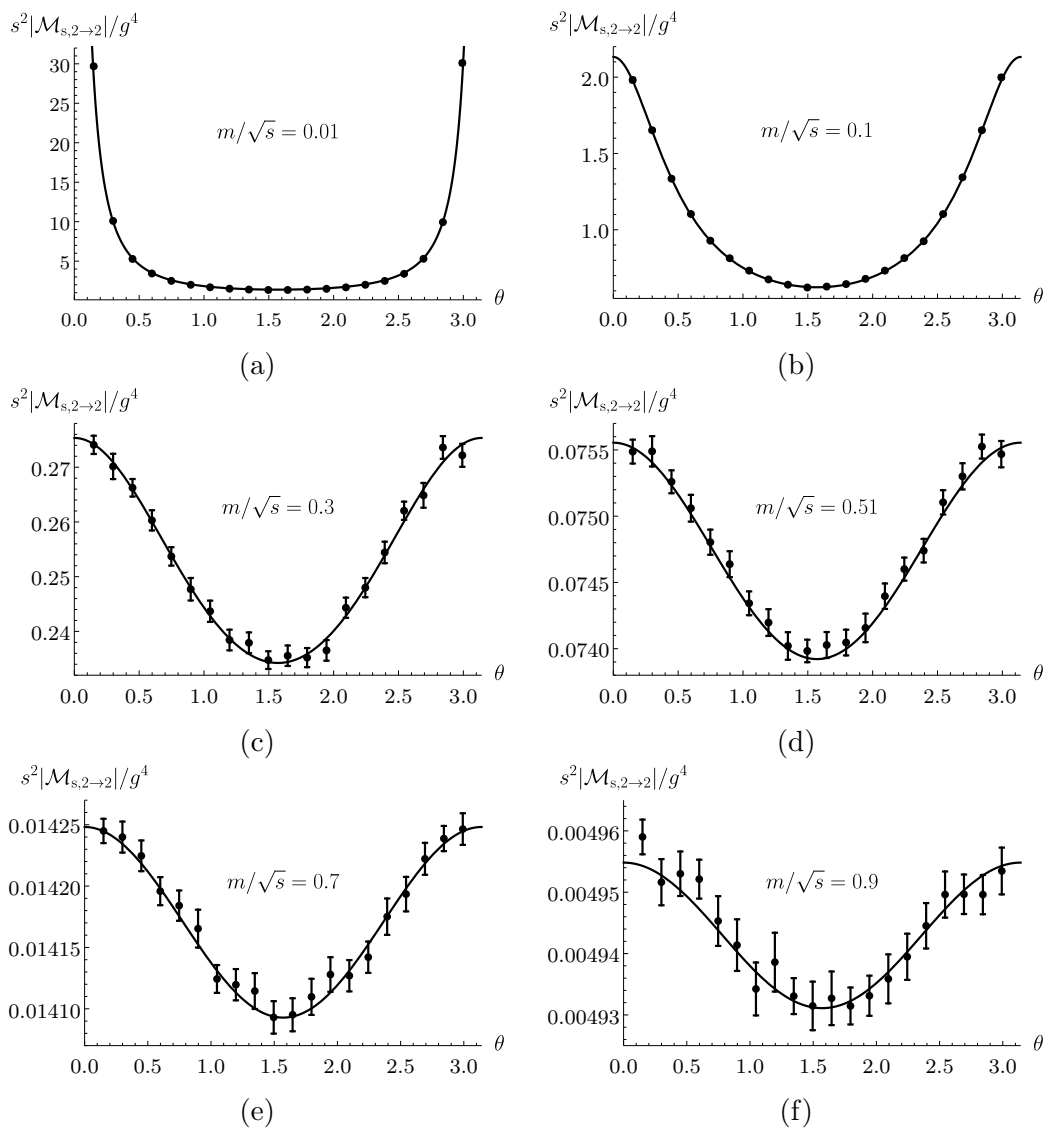 s²|ℳₛ,₂→₂|/g⁴ s²|ℳₛ,₂→₂|/g⁴
30
25
20
15
10
5
m/√s = 0.01
0.0 0.5 1.0 1.5 2.0 2.5 3.0 θ
(a)
2.0
1.5
1.0
m/√s = 0.1
0.0 0.5 1.0 1.5 2.0 2.5 3.0 θ
(b)
s²|ℳₛ,₂→₂|/g⁴
0.27
0.26
0.25
0.24
m/√s = 0.3
0.0 0.5 1.0 1.5 2.0 2.5 3.0 θ
(c)
s²|ℳₛ,₂→₂|/g⁴
0.0755
0.0750
0.0745
0.0740
m/√s = 0.51
0.0 0.5 1.0 1.5 2.0 2.5 3.0 θ
(d)
s²|ℳₛ,₂→₂|/g⁴
0.01425
0.01420
0.01415
0.01410
m/√s = 0.7
0.0 0.5 1.0 1.5 2.0 2.5 3.0 θ
(e)
s²|ℳₛ,₂→₂|/g⁴
0.00496
0.00495
0.00494
0.00493
m/√s = 0.9
0.0 0.5 1.0 1.5 2.0 2.5 3.0 θ
(f)